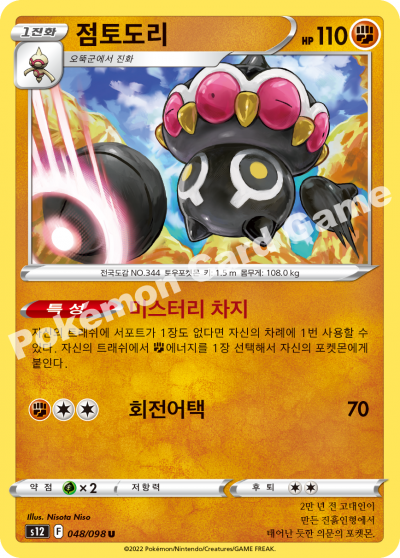 1진화
점토도리
HP 110
오뚝군에서 진화
전국도감 NO.344 토우포켓몬 키: 1.5 m 몸무게: 108.0 kg
특성 미스터리 차지
자신의 트래쉬에 서포트가 1장도 없다면 자신의 차례에 1번 사용할 수
있다. 자신의 트래쉬에서 에너지를 1장 선택해서 자신의 포켓몬에게
붙인다.
회전어택 70
약점 ×2 저항력 후퇴
Illus. Nisota Niso
s12 F 048/098 U
2만 년 전 고대인이
만든 진흙인형에서
태어난 듯한 의문의 포켓몬.
©2022 Pokémon/Nintendo/Creatures/GAME FREAK.
Pokémon Card Game